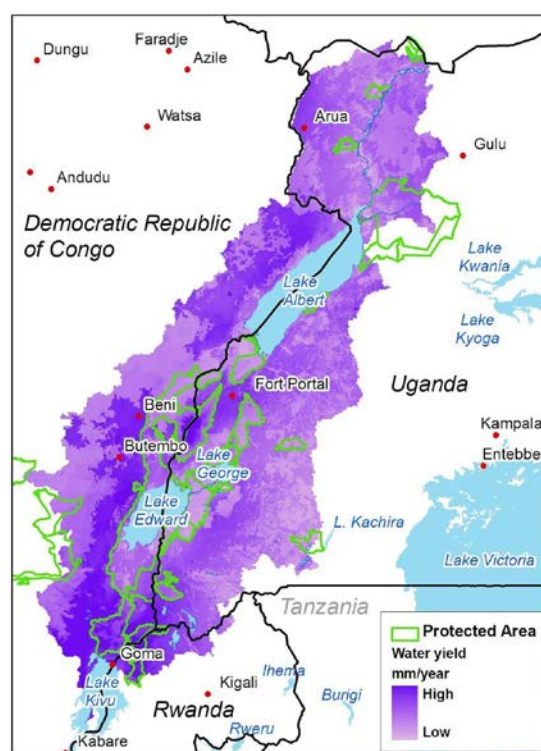 Dungu
Faradje
Azile
Watsa
Arua
Gulu
Andudu
Democratic Republic
of Congo
Lake
Kwania
Lake
Albert
Lake
Kyoga
Fort Portal
Uganda
Beni
Kampala
Butembo
Lake
George
Entebbe
Lake
Edward
L. Kachira
Lake Victoria
Tanzania
Goma
Lake
Kivu
Kigali
Ihema
Burigi
Rwanda
Rweru
Kabare
Protected Area
Water yield
mm/year
High
Low